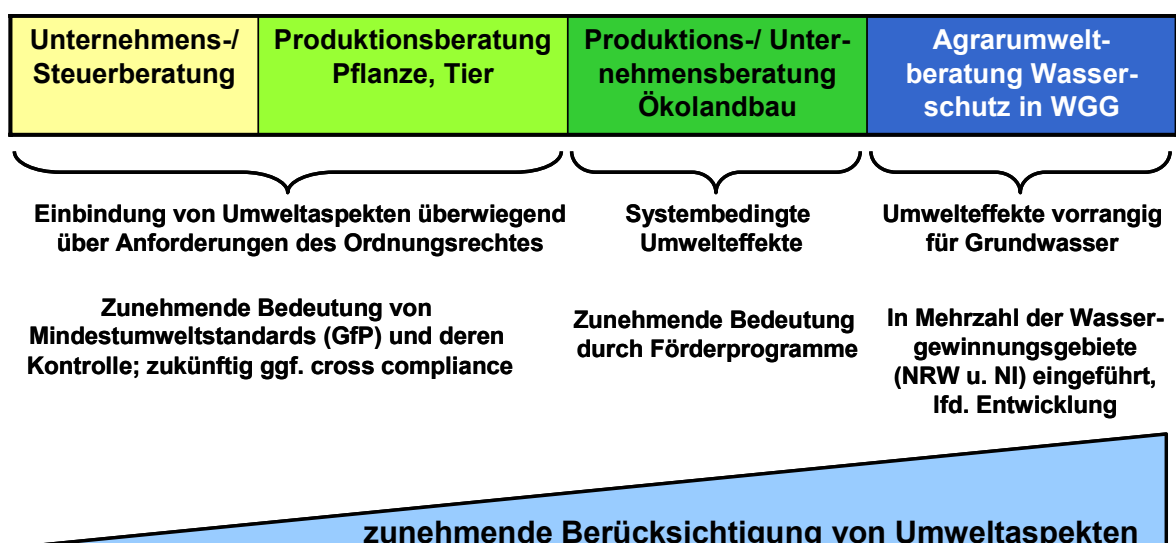 Unternehmens-/
Steuerberatung
Produktionsberatung
Pflanze, Tier
Produktions-/ Unter-
nehmensberatung
Ökolandbau
Agrarumwelt-
beratung Wasser-
schutz in WGG
Einbindung von Umweltaspekten überwiegend
über Anforderungen des Ordnungsrechtes
Systembedingte
Umwelteffekte
Umwelteffekte vorrangig
für Grundwasser
Zunehmende Bedeutung von
Mindestumweltstandards (GfP) und deren
Kontrolle; zukünftig ggf. cross compliance
Zunehmende Bedeutung
durch Förderprogramme
In Mehrzahl der Wasser-
gewinnungsgebiete
(NRW u. NI) eingeführt,
lfd. Entwicklung
zunehmende Berücksichtigung von Umweltaspekten